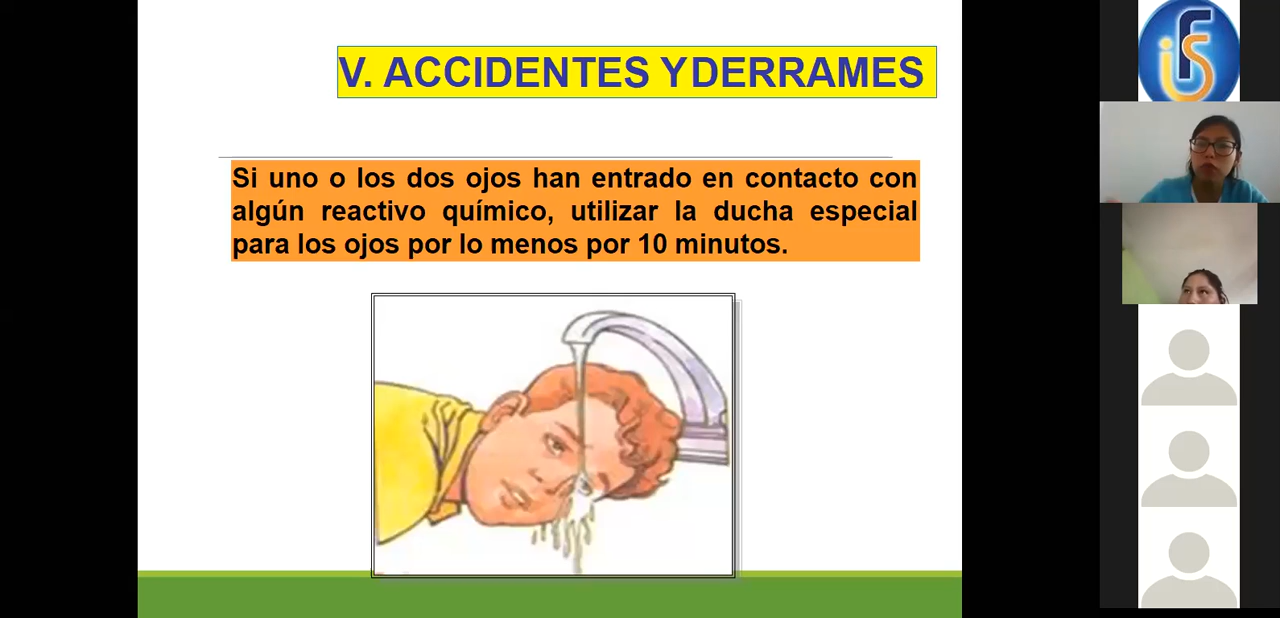 V. ACCIDENTES YDERRAMES
Si uno o los dos ojos han entrado en contacto con
algún reactivo químico, utilizar la ducha especial
para los ojos por lo menos por 10 minutos.
iFS